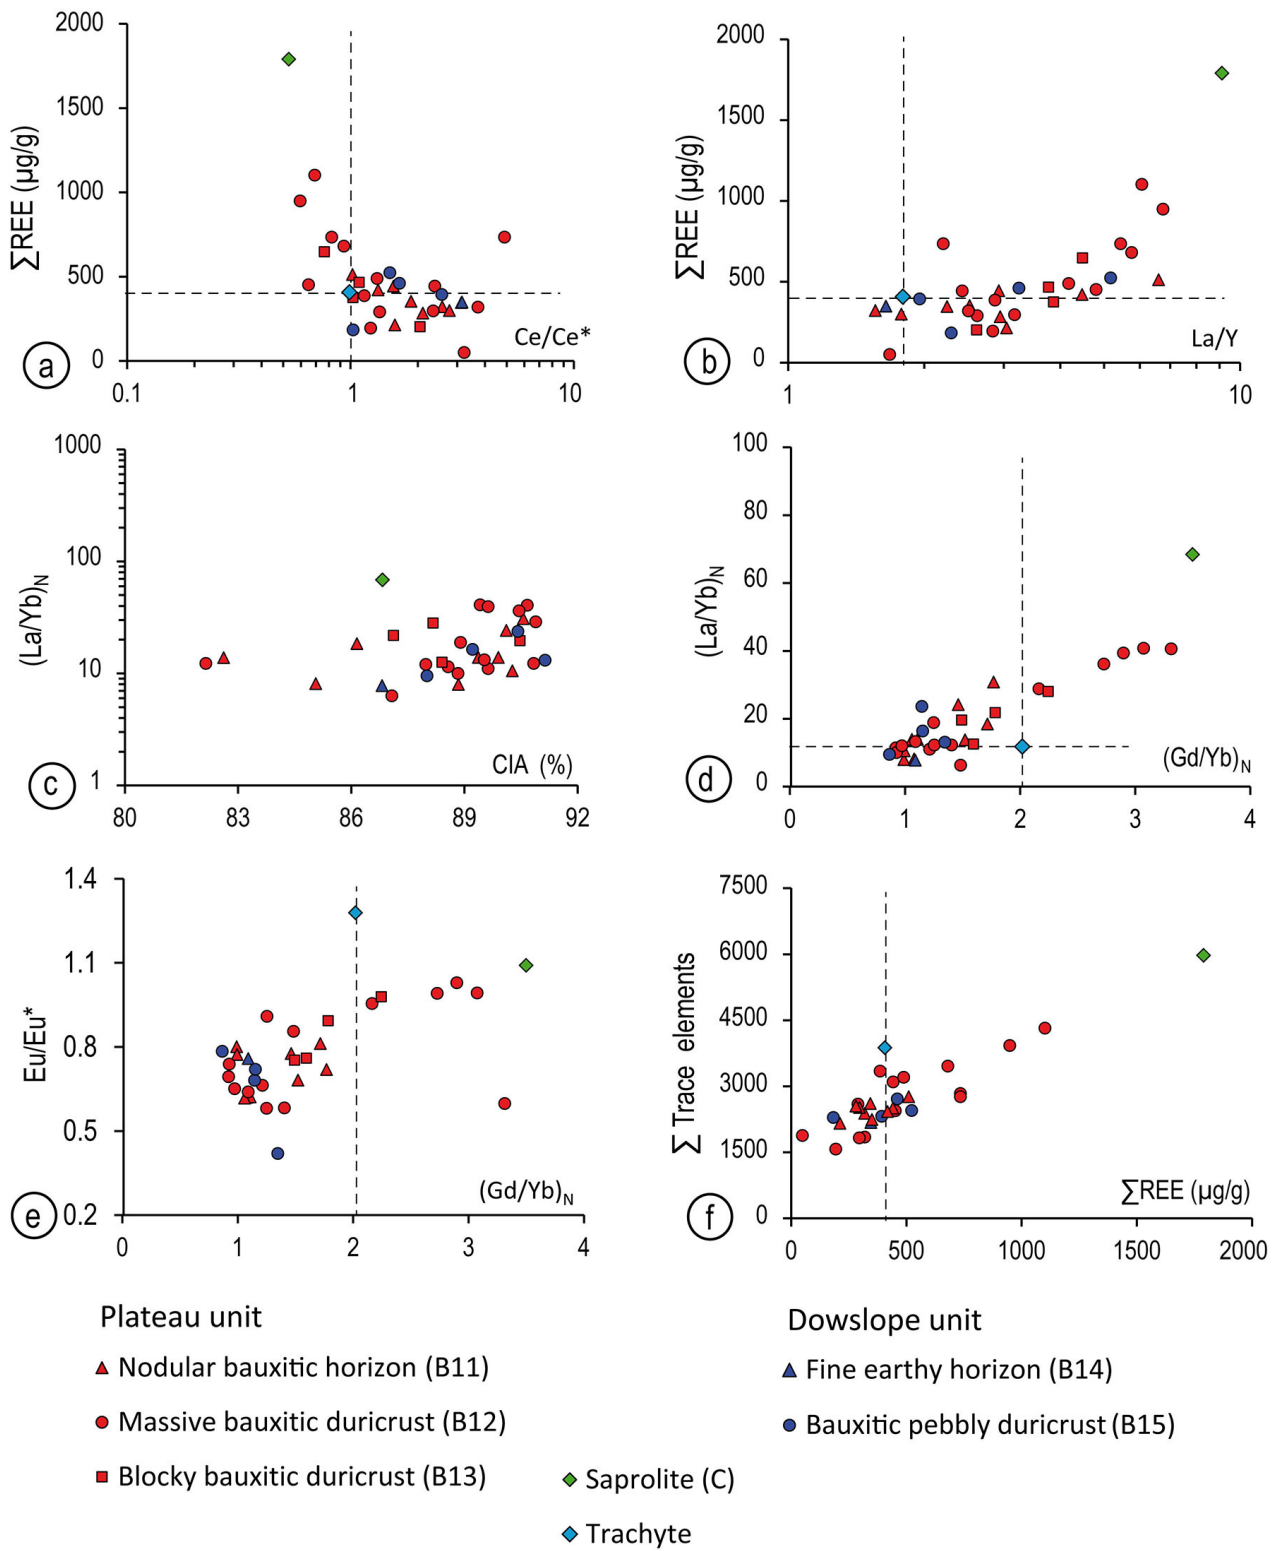 2000
1500
1000
500
0
∑REE (µg/g)
0.1
1
10
Ce/Ce*
a
2000
1500
1000
500
0
∑REE (µg/g)
1
10
La/Y
b
1000
100
10
1
(La/Yb)N
80
83
86
89
92
CIA (%)
c
100
80
60
40
20
0
(La/Yb)N
0
1
2
3
4
(Gd/Yb)N
d
1.4
1.1
0.8
0.5
0.2
Eu/Eu*
0
1
2
3
4
(Gd/Yb)N
e
7500
6000
4500
3000
1500
0
∑ Trace elements
0
500
1000
1500
2000
∑REE (µg/g)
f
Plateau unit
Nodular bauxitic horizon (B11)
Massive bauxitic duricrust (B12)
Blocky bauxitic duricrust (B13)
Dowslope unit
Fine earthy horizon (B14)
Bauxitic pebbly duricrust (B15)
Saprolite (C)
Trachyte